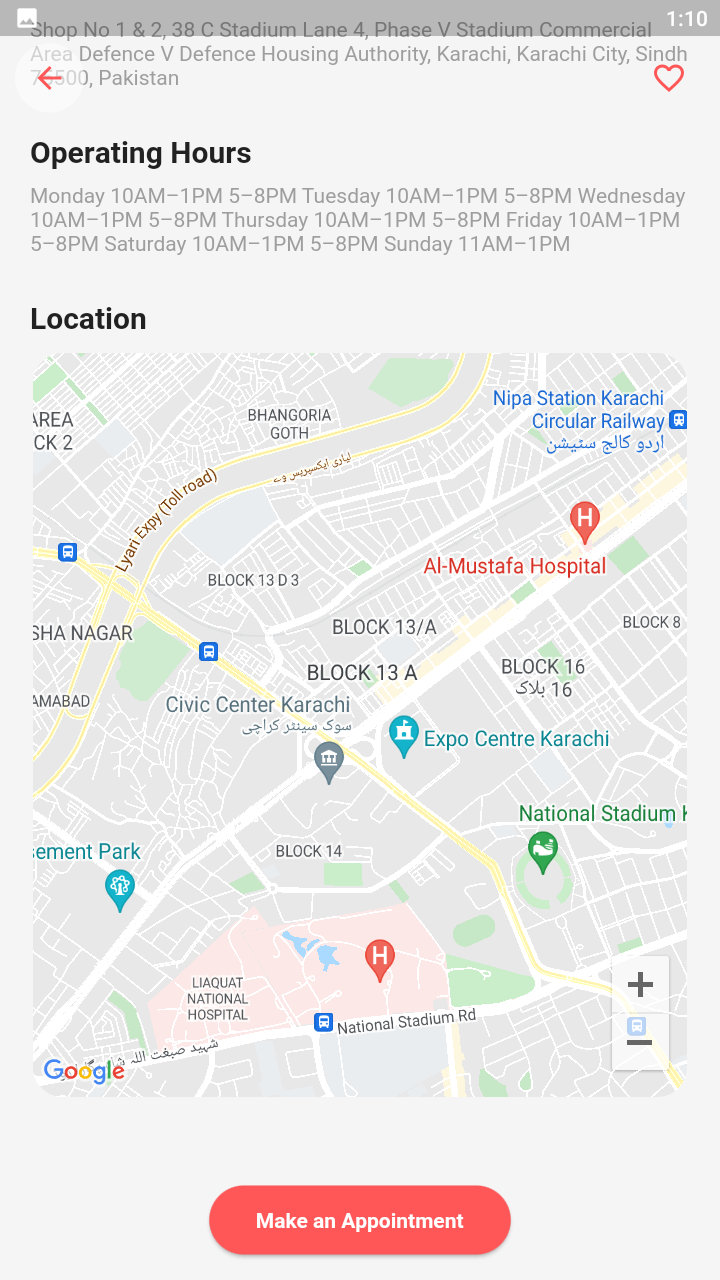 1:10
Shop No 1 & 2, 38 C Stadium Lane 4, Phase V Stadium Commercial
Area Defence V Defence Housing Authority, Karachi, Karachi City, Sindh
75500, Pakistan
Operating Hours
Monday 10AM–1PM 5–8PM Tuesday 10AM–1PM 5–8PM Wednesday
10AM–1PM 5–8PM Thursday 10AM–1PM 5–8PM Friday 10AM–1PM
5–8PM Saturday 10AM–1PM 5–8PM Sunday 11AM–1PM
Location
AREA
CK 2
BHANGORIA
GOTH
Nipa Station Karachi
Circular Railway
اردو کالج سٹیشن
لیاری ایکسپریس وے
Lyari Expy (Toll road)
H
Al-Mustafa Hospital
BLOCK 13 D 3
SHA NAGAR
BLOCK 13/A
BLOCK 8
BLOCK 13 A
BLOCK 16
بلاک 16
AMABAD
Civic Center Karachi
سوک سینٹر کراچی
Expo Centre Karachi
National Stadium K
sement Park
BLOCK 14
H
LIAQUAT
NATIONAL
HOSPITAL
National Stadium Rd
شہید صبغت اللہ
Google
Make an Appointment